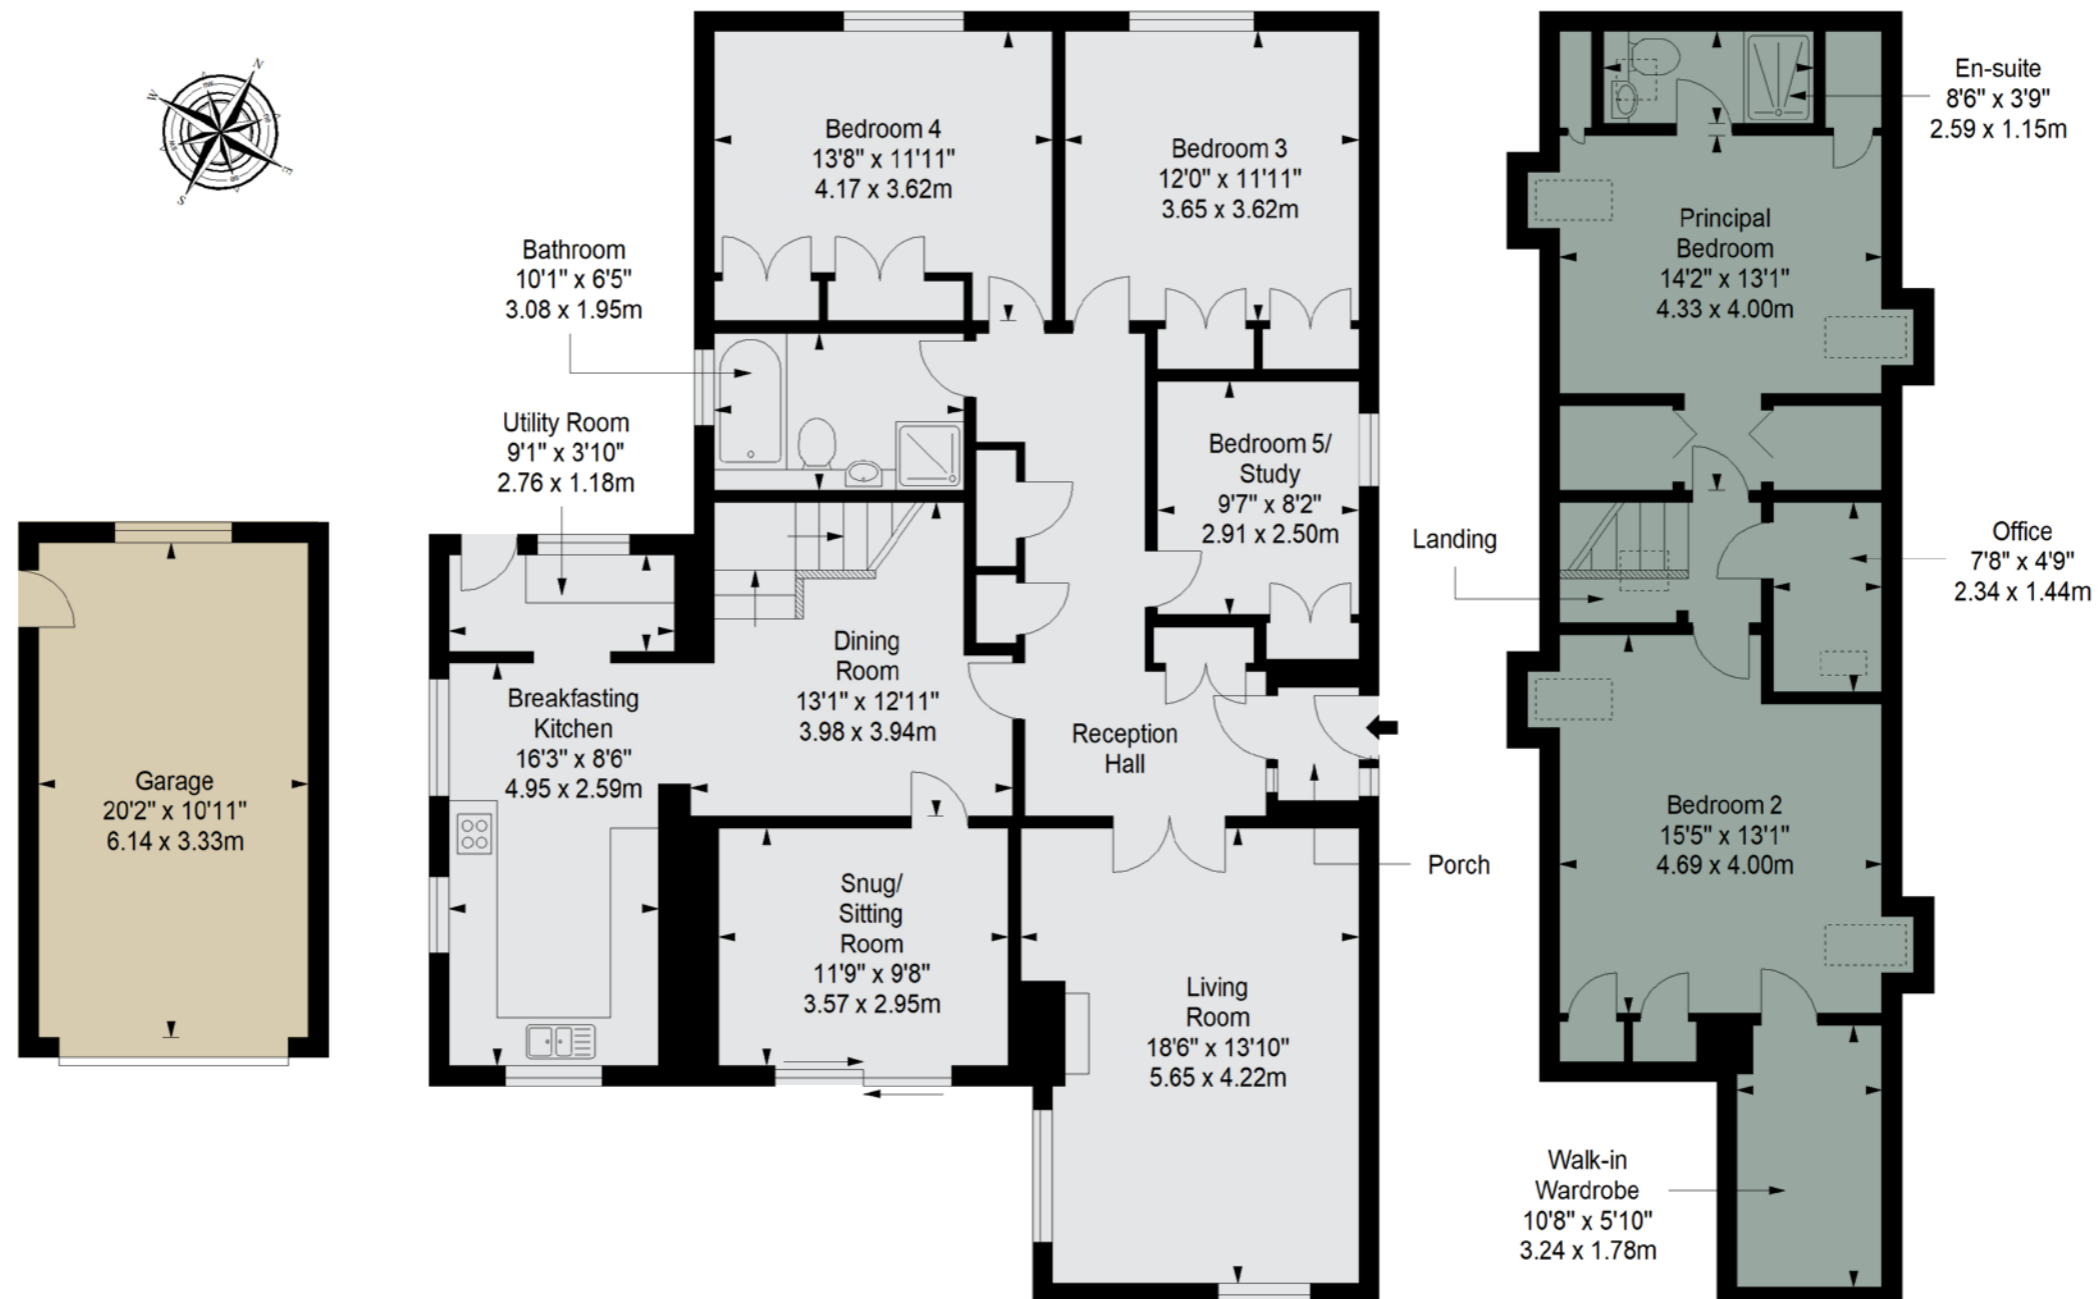 N
W
E
S
Bedroom 4
13'8" x 11'11"
4.17 x 3.62m
Bedroom 3
12'0" x 11'11"
3.65 x 3.62m
En-suite
8'6" x 3'9"
2.59 x 1.15m
Principal
Bedroom
14'2" x 13'1"
4.33 x 4.00m
Bathroom
10'1" x 6'5"
3.08 x 1.95m
Utility Room
9'1" x 3'10"
2.76 x 1.18m
Bedroom 5/
Study
9'7" x 8'2"
2.91 x 2.50m
Landing
Office
7'8" x 4'9"
2.34 x 1.44m
Dining
Room
13'1" x 12'11"
3.98 x 3.94m
Breakfasting
Kitchen
16'3" x 8'6"
4.95 x 2.59m
Reception
Hall
Garage
20'2" x 10'11"
6.14 x 3.33m
Bedroom 2
15'5" x 13'1"
4.69 x 4.00m
Porch
Snug/
Sitting
Room
11'9" x 9'8"
3.57 x 2.95m
Living
Room
18'6" x 13'10"
5.65 x 4.22m
Walk-in
Wardrobe
10'8" x 5'10"
3.24 x 1.78m